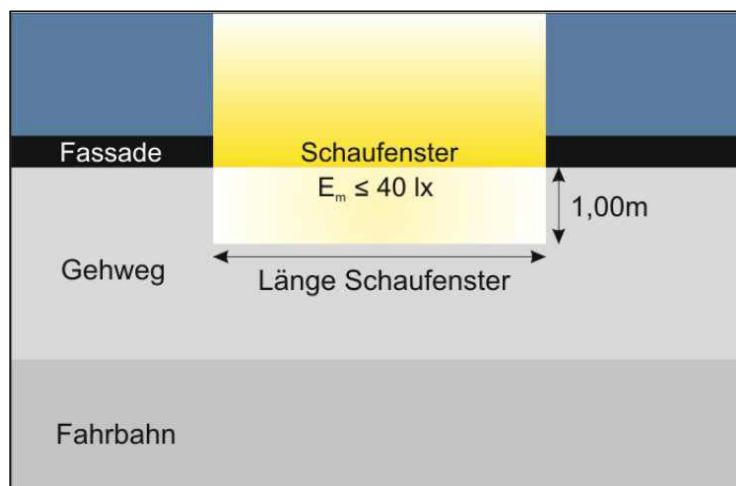 Fassade
Schaufenster
Eₘ ≤ 40 lx
1,00m
Gehweg
Länge Schaufenster
Fahrbahn